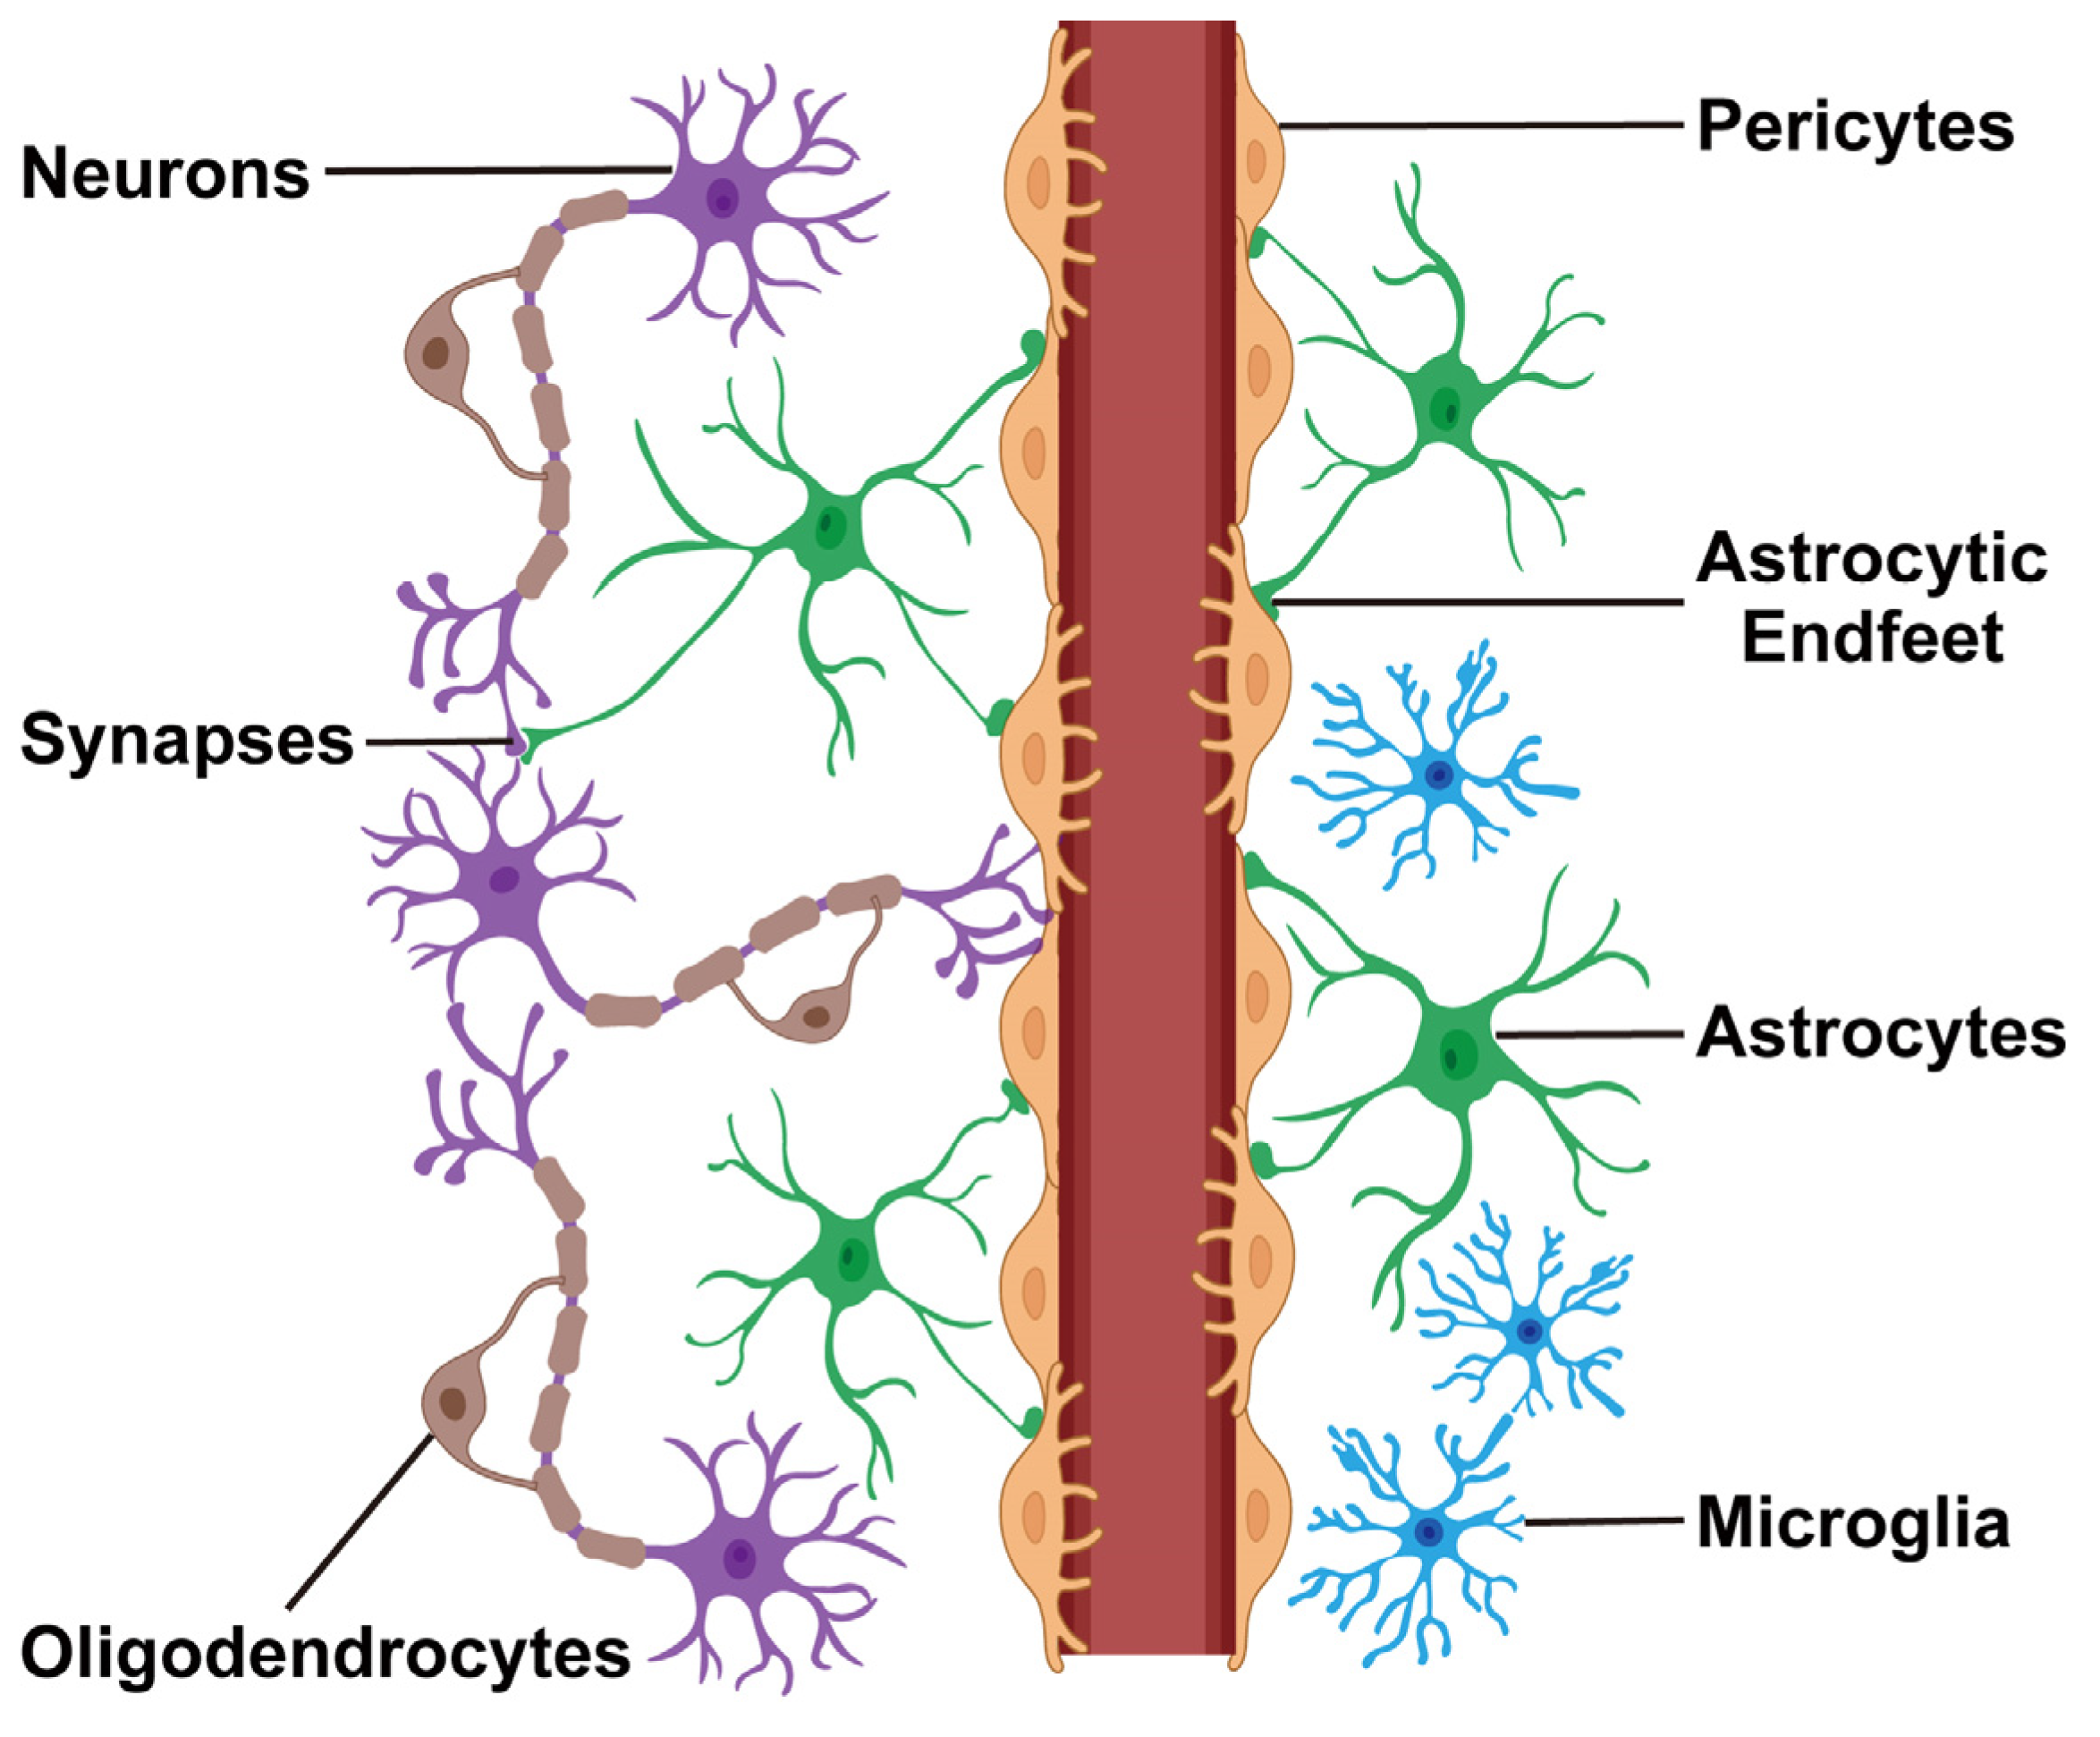 Neurons
Synapses
Oligodendrocytes
Pericytes
Astrocytic
Endfeet
Astrocytes
Microglia